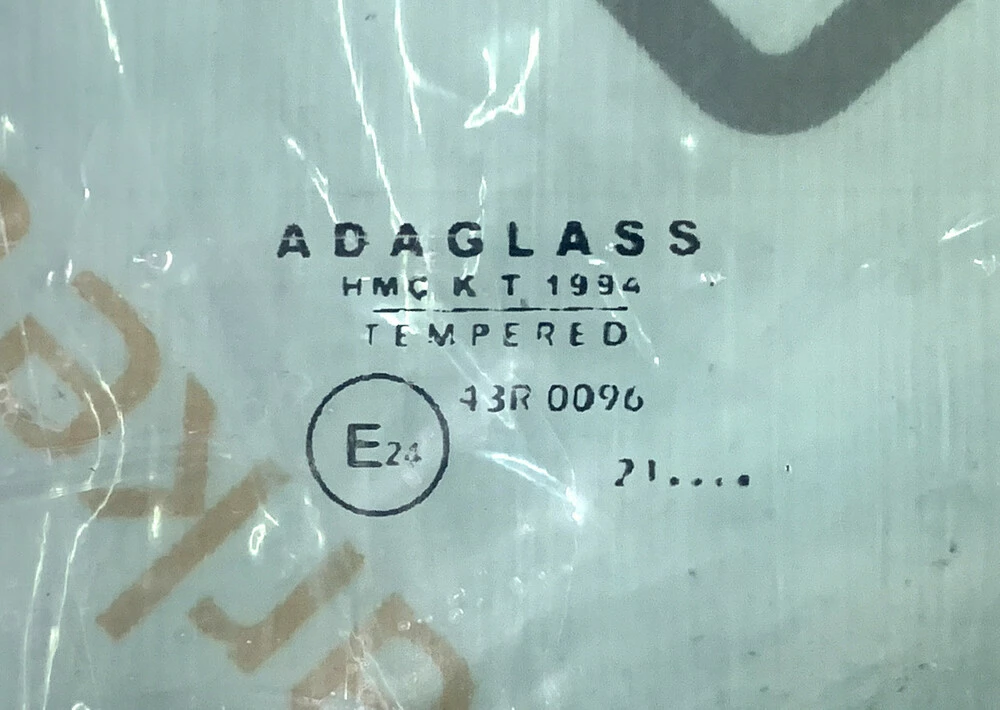 ADAGLASS
HMC K T 1994
TEMPERED
43R 0096
E24
21....